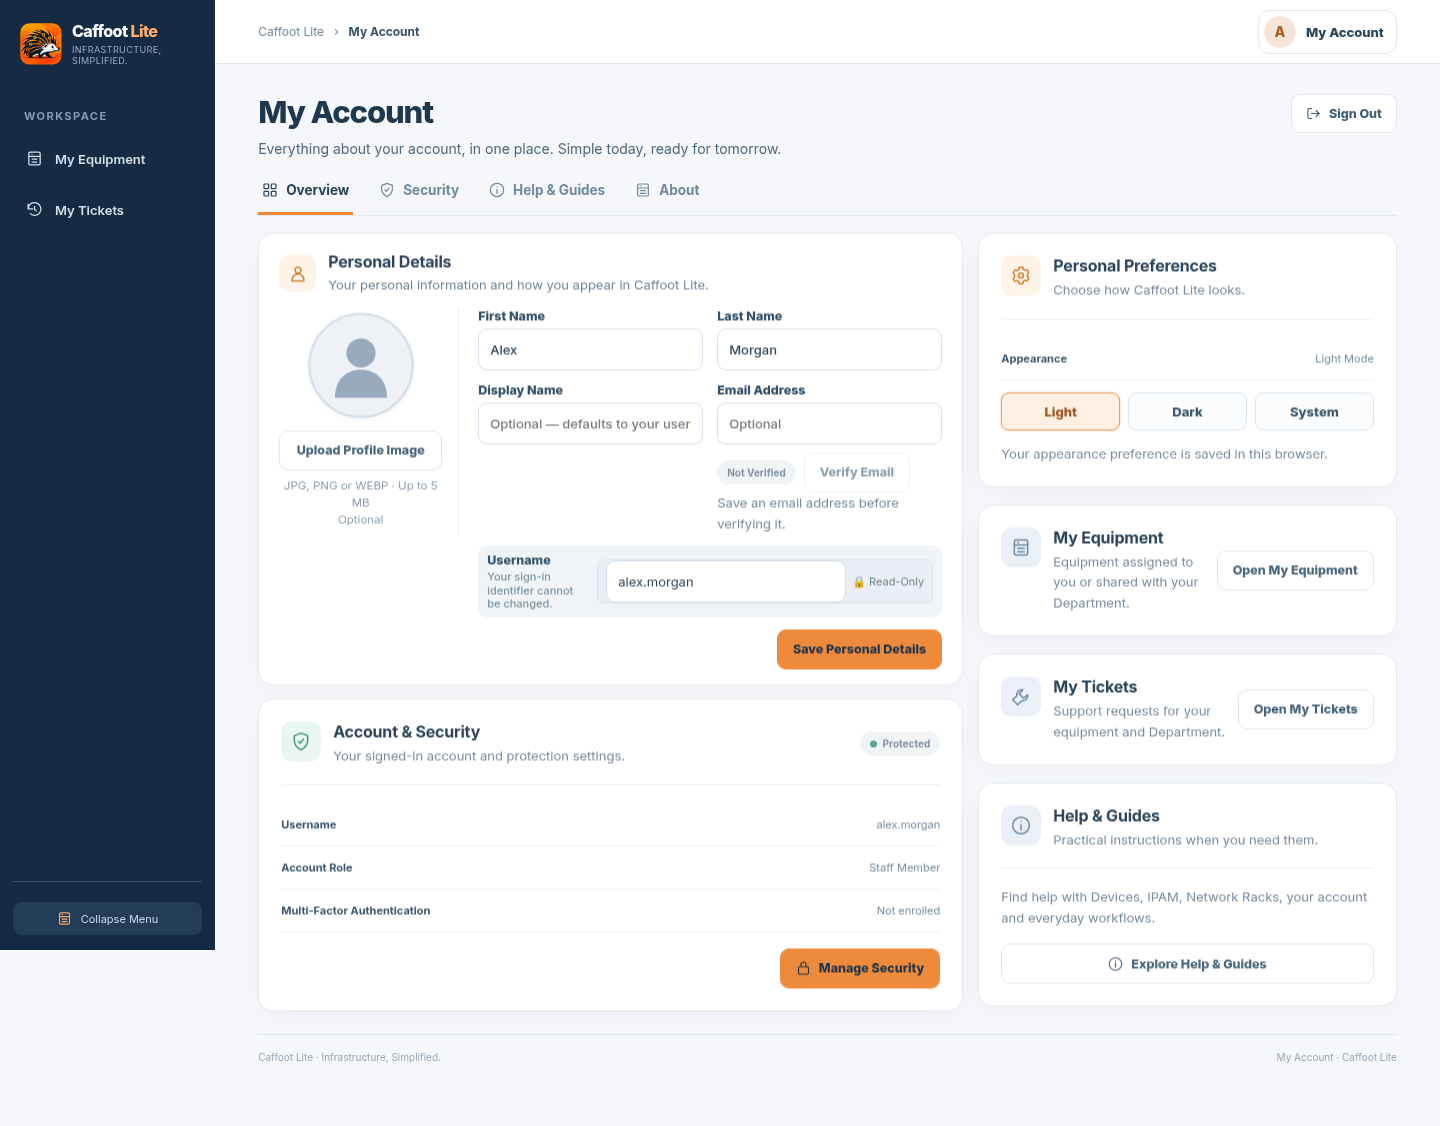 Caffoot Lite
INFRASTRUCTURE,
SIMPLIFIED.
WORKSPACE
My Equipment
My Tickets
Collapse Menu
Caffoot Lite › My Account
A My Account
My Account
Sign Out
Everything about your account, in one place. Simple today, ready for tomorrow.
Overview Security Help & Guides About
Personal Details
Your personal information and how you appear in Caffoot Lite.
Upload Profile Image
JPG, PNG or WEBP · Up to 5
MB
Optional
First Name
Alex
Last Name
Morgan
Display Name
Optional — defaults to your user
Email Address
Optional
Not Verified
Verify Email
Save an email address before
verifying it.
Username
Your sign-in
identifier cannot
be changed.
alex.morgan
Read-Only
Save Personal Details
Account & Security
Your signed-in account and protection settings.
Protected
Username alex.morgan
Account Role Staff Member
Multi-Factor Authentication Not enrolled
Manage Security
Personal Preferences
Choose how Caffoot Lite looks.
Appearance Light Mode
Light Dark System
Your appearance preference is saved in this browser.
My Equipment
Equipment assigned to
you or shared with your
Department.
Open My Equipment
My Tickets
Support requests for your
equipment and Department.
Open My Tickets
Help & Guides
Practical instructions when you need them.
Find help with Devices, IPAM, Network Racks, your account
and everyday workflows.
Explore Help & Guides
Caffoot Lite · Infrastructure, Simplified.
My Account · Caffoot Lite